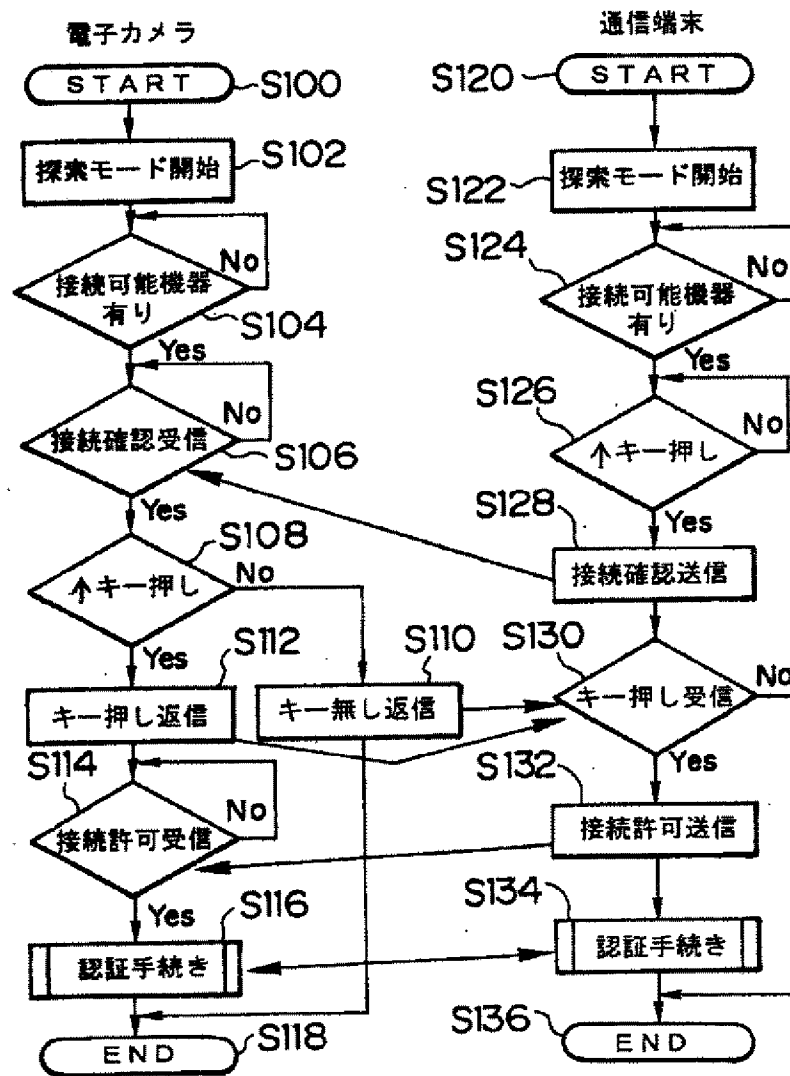 電子カメラ
START
S100
探索モード開始
S102
接続可能機器
有り
No
S104
Yes
接続確認受信
No
S106
Yes
↑キー押し
S108
No
Yes
S112
キー押し返信
S110
キー無し返信
S114
接続許可受信
No
Yes
S116
認証手続き
END
S118
通信端末
S120
START
S122
探索モード開始
S124
接続可能機器
有り
No
Yes
S126
↑キー押し
No
Yes
S128
接続確認送信
S130
キー押し受信
No
Yes
S132
接続許可送信
S134
認証手続き
S136
END